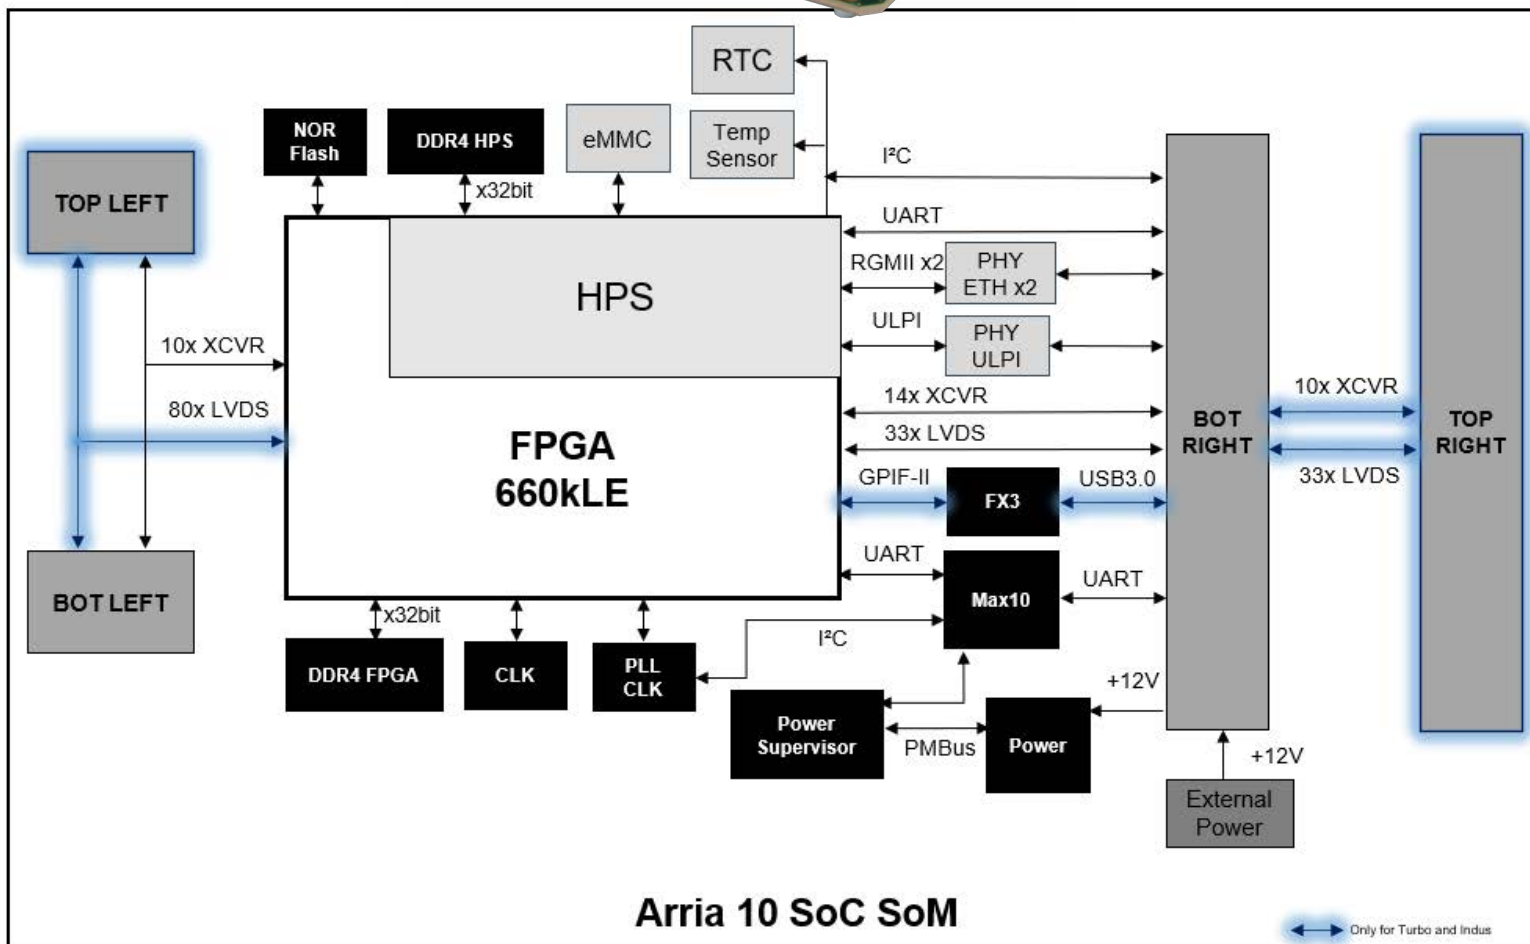 RTC
NOR
Flash
DDR4 HPS
eMMC
Temp
Sensor
I²C
x32bit
TOP LEFT
UART
RGMII x2
PHY
ETH x2
HPS
ULPI
PHY
ULPI
10x XCVR
80x LVDS
14x XCVR
33x LVDS
BOT
RIGHT
10x XCVR
33x LVDS
TOP
RIGHT
FPGA
660kLE
GPIF-II
FX3
USB3.0
UART
Max10
UART
BOT LEFT
x32bit
I²C
DDR4 FPGA
CLK
PLL
CLK
+12V
Power
Supervisor
PMBus
Power
+12V
External
Power
Arria 10 SoC SoM
Only for Turbo and Indus